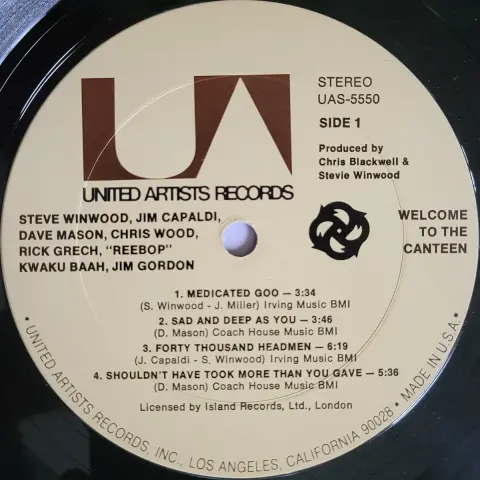 UA
UNITED ARTISTS RECORDS
STEREO
UAS-5550
SIDE 1
Produced by
Chris Blackwell &
Stevie Winwood
STEVE WINWOOD, JIM CAPALDI,
DAVE MASON, CHRIS WOOD,
RICK GRECH, "REEBOP"
KWAKU BAAH, JIM GORDON
WELCOME
TO THE
CANTEEN
1. MEDICATED GOO — 3:34
(S. Winwood - J. Miller) Irving Music BMI
2. SAD AND DEEP AS YOU — 3:46
(D. Mason) Coach House Music BMI
3. FORTY THOUSAND HEADMEN — 6:19
(J. Capaldi - S. Winwood) Irving Music BMI
4. SHOULDN'T HAVE TOOK MORE THAN YOU GAVE — 5:36
(D. Mason) Coach House Music BMI
Licensed by Island Records, Ltd., London
• UNITED ARTISTS RECORDS, INC., LOS ANGELES, CALIFORNIA 90028 • MADE IN U.S.A. •